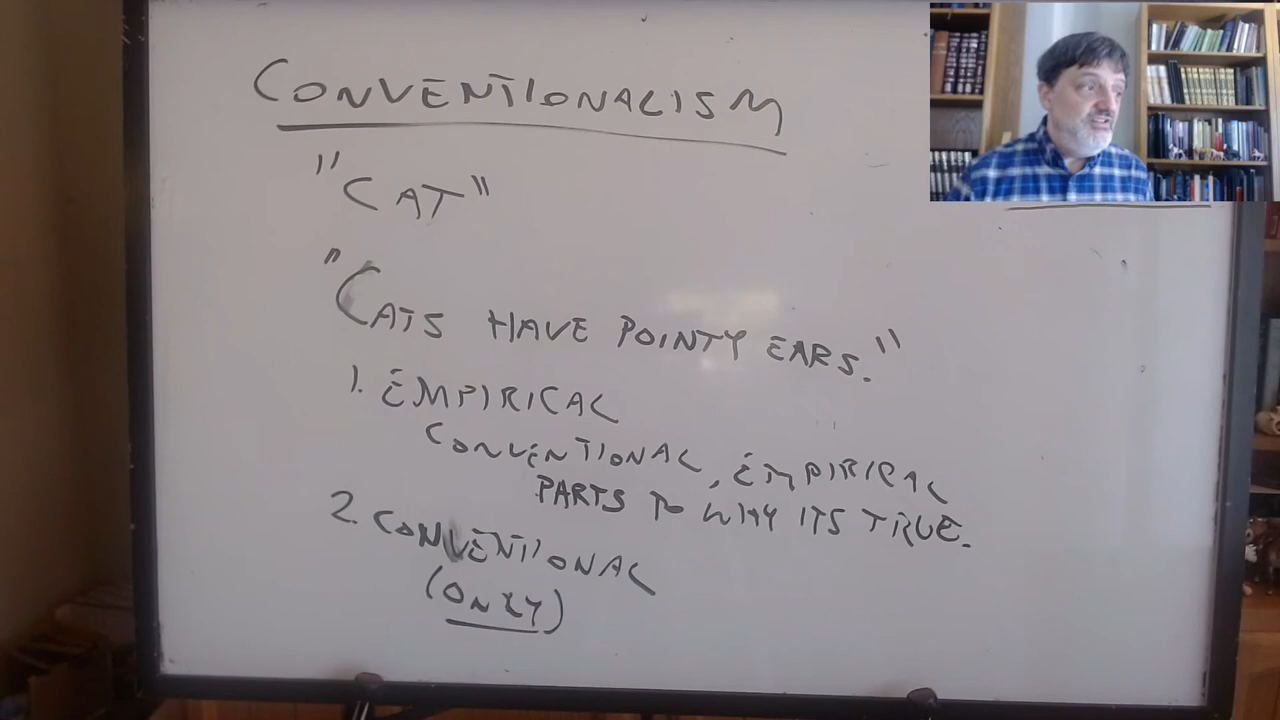 CONVENTIONALISM
"CAT"
"CATS HAVE POINTY EARS."
1. EMPIRICAL
CONVENTIONAL, EMPIRICAL
PARTS TO WHY ITS TRUE.
2. CONVENTIONAL
(ONLY)